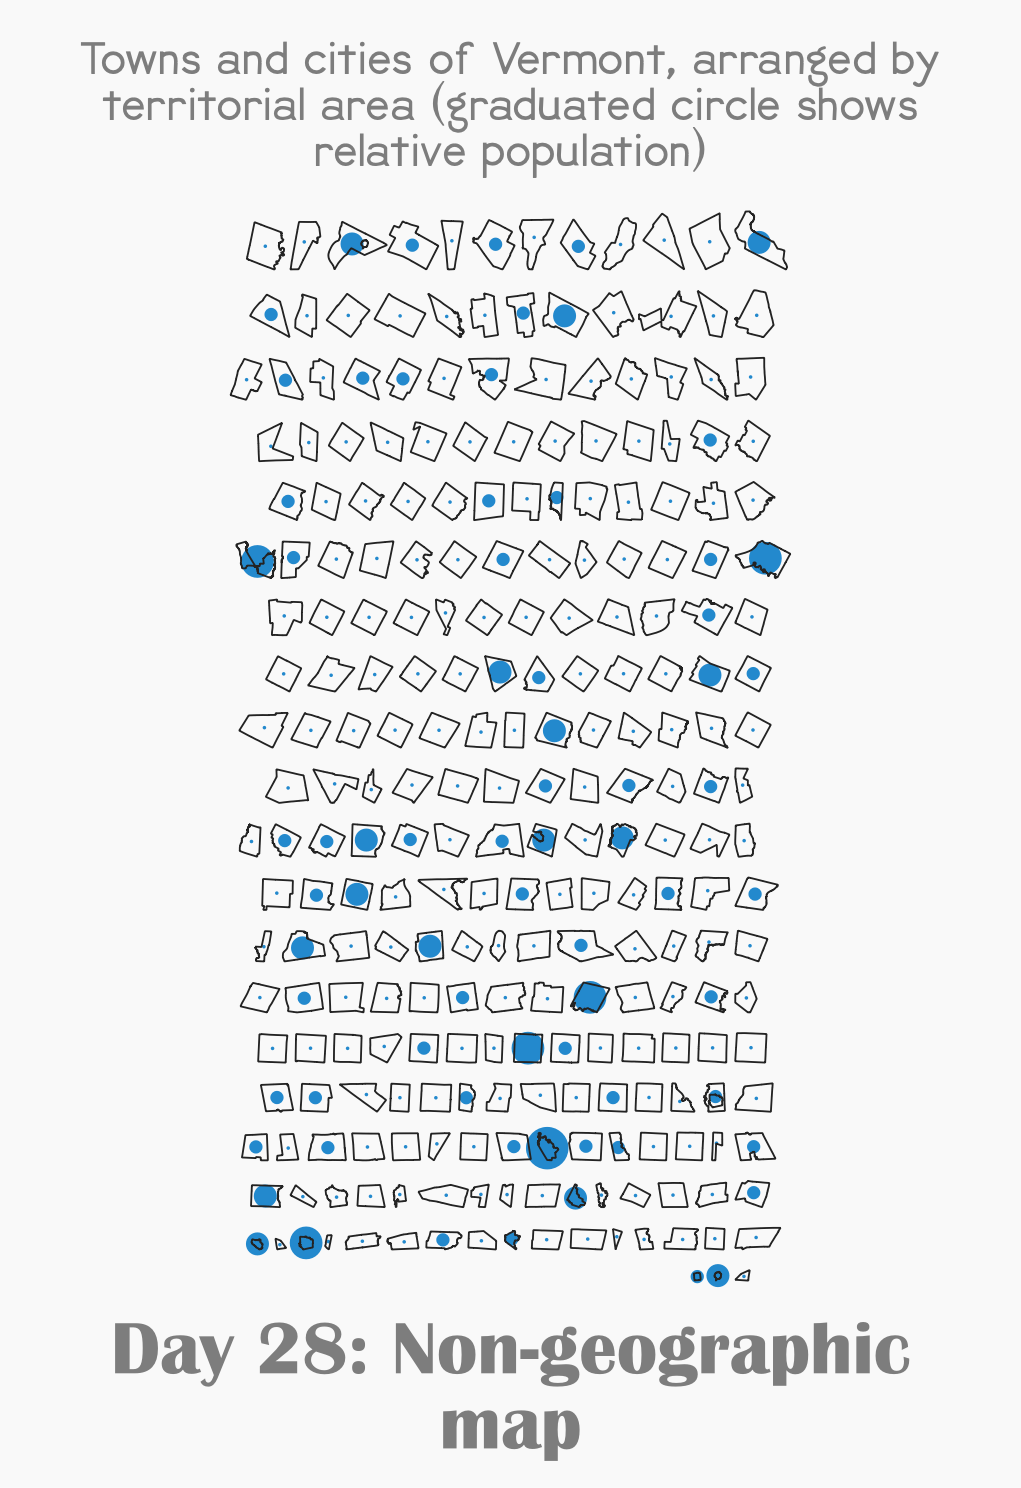 Towns and cities of Vermont, arranged by
territorial area (graduated circle shows
relative population)
Day 28: Non-geographic
map